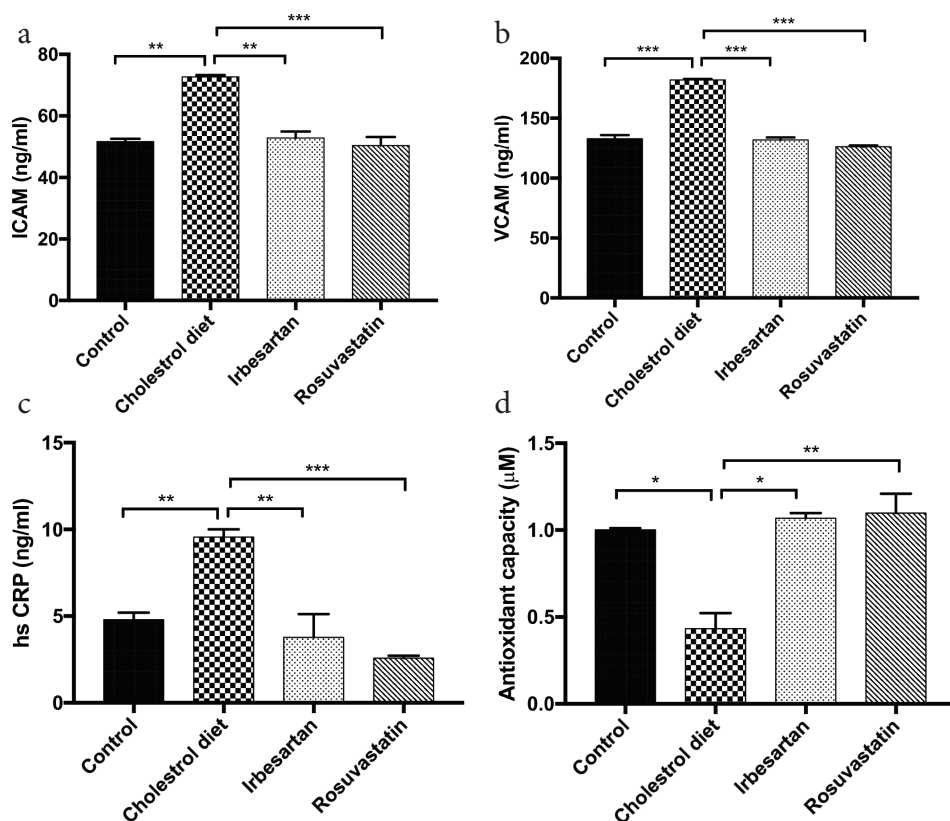 a
ICAM (ng/ml)
80
60
40
20
0
**
**
***
Control
Cholestrol diet
Irbesartan
Rosuvastatin
b
VCAM (ng/ml)
200
150
100
50
0
***
***
***
Control
Cholestrol diet
Irbesartan
Rosuvastatin
c
hs CRP (ng/ml)
15
10
5
0
**
**
***
Control
Cholestrol diet
Irbesartan
Rosuvastatin
d
Antioxidant capacity (μM)
1.5
1.0
0.5
0.0
*
*
**
Control
Cholestrol diet
Irbesartan
Rosuvastatin